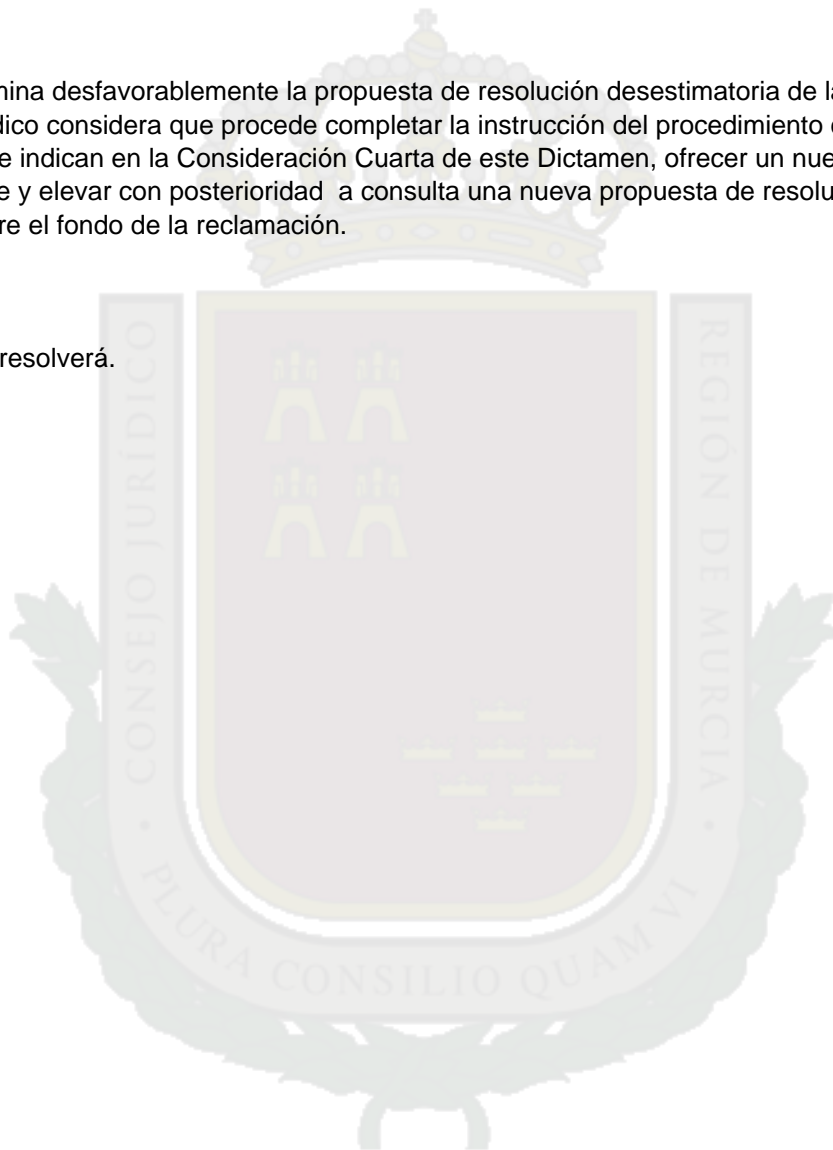 mina desfavorablemente la propuesta de resolución desestimatoria de la
dico considera que procede completar la instrucción del procedimiento
e indican en la Consideración Cuarta de este Dictamen, ofrecer un nue
e y elevar con posterioridad a consulta una nueva propuesta de resolu
re el fondo de la reclamación.
resolverá.
CONSEJO JURÍDICO
REGIÓN DE MURCIA
PLURA CONSILIO QUAM VI